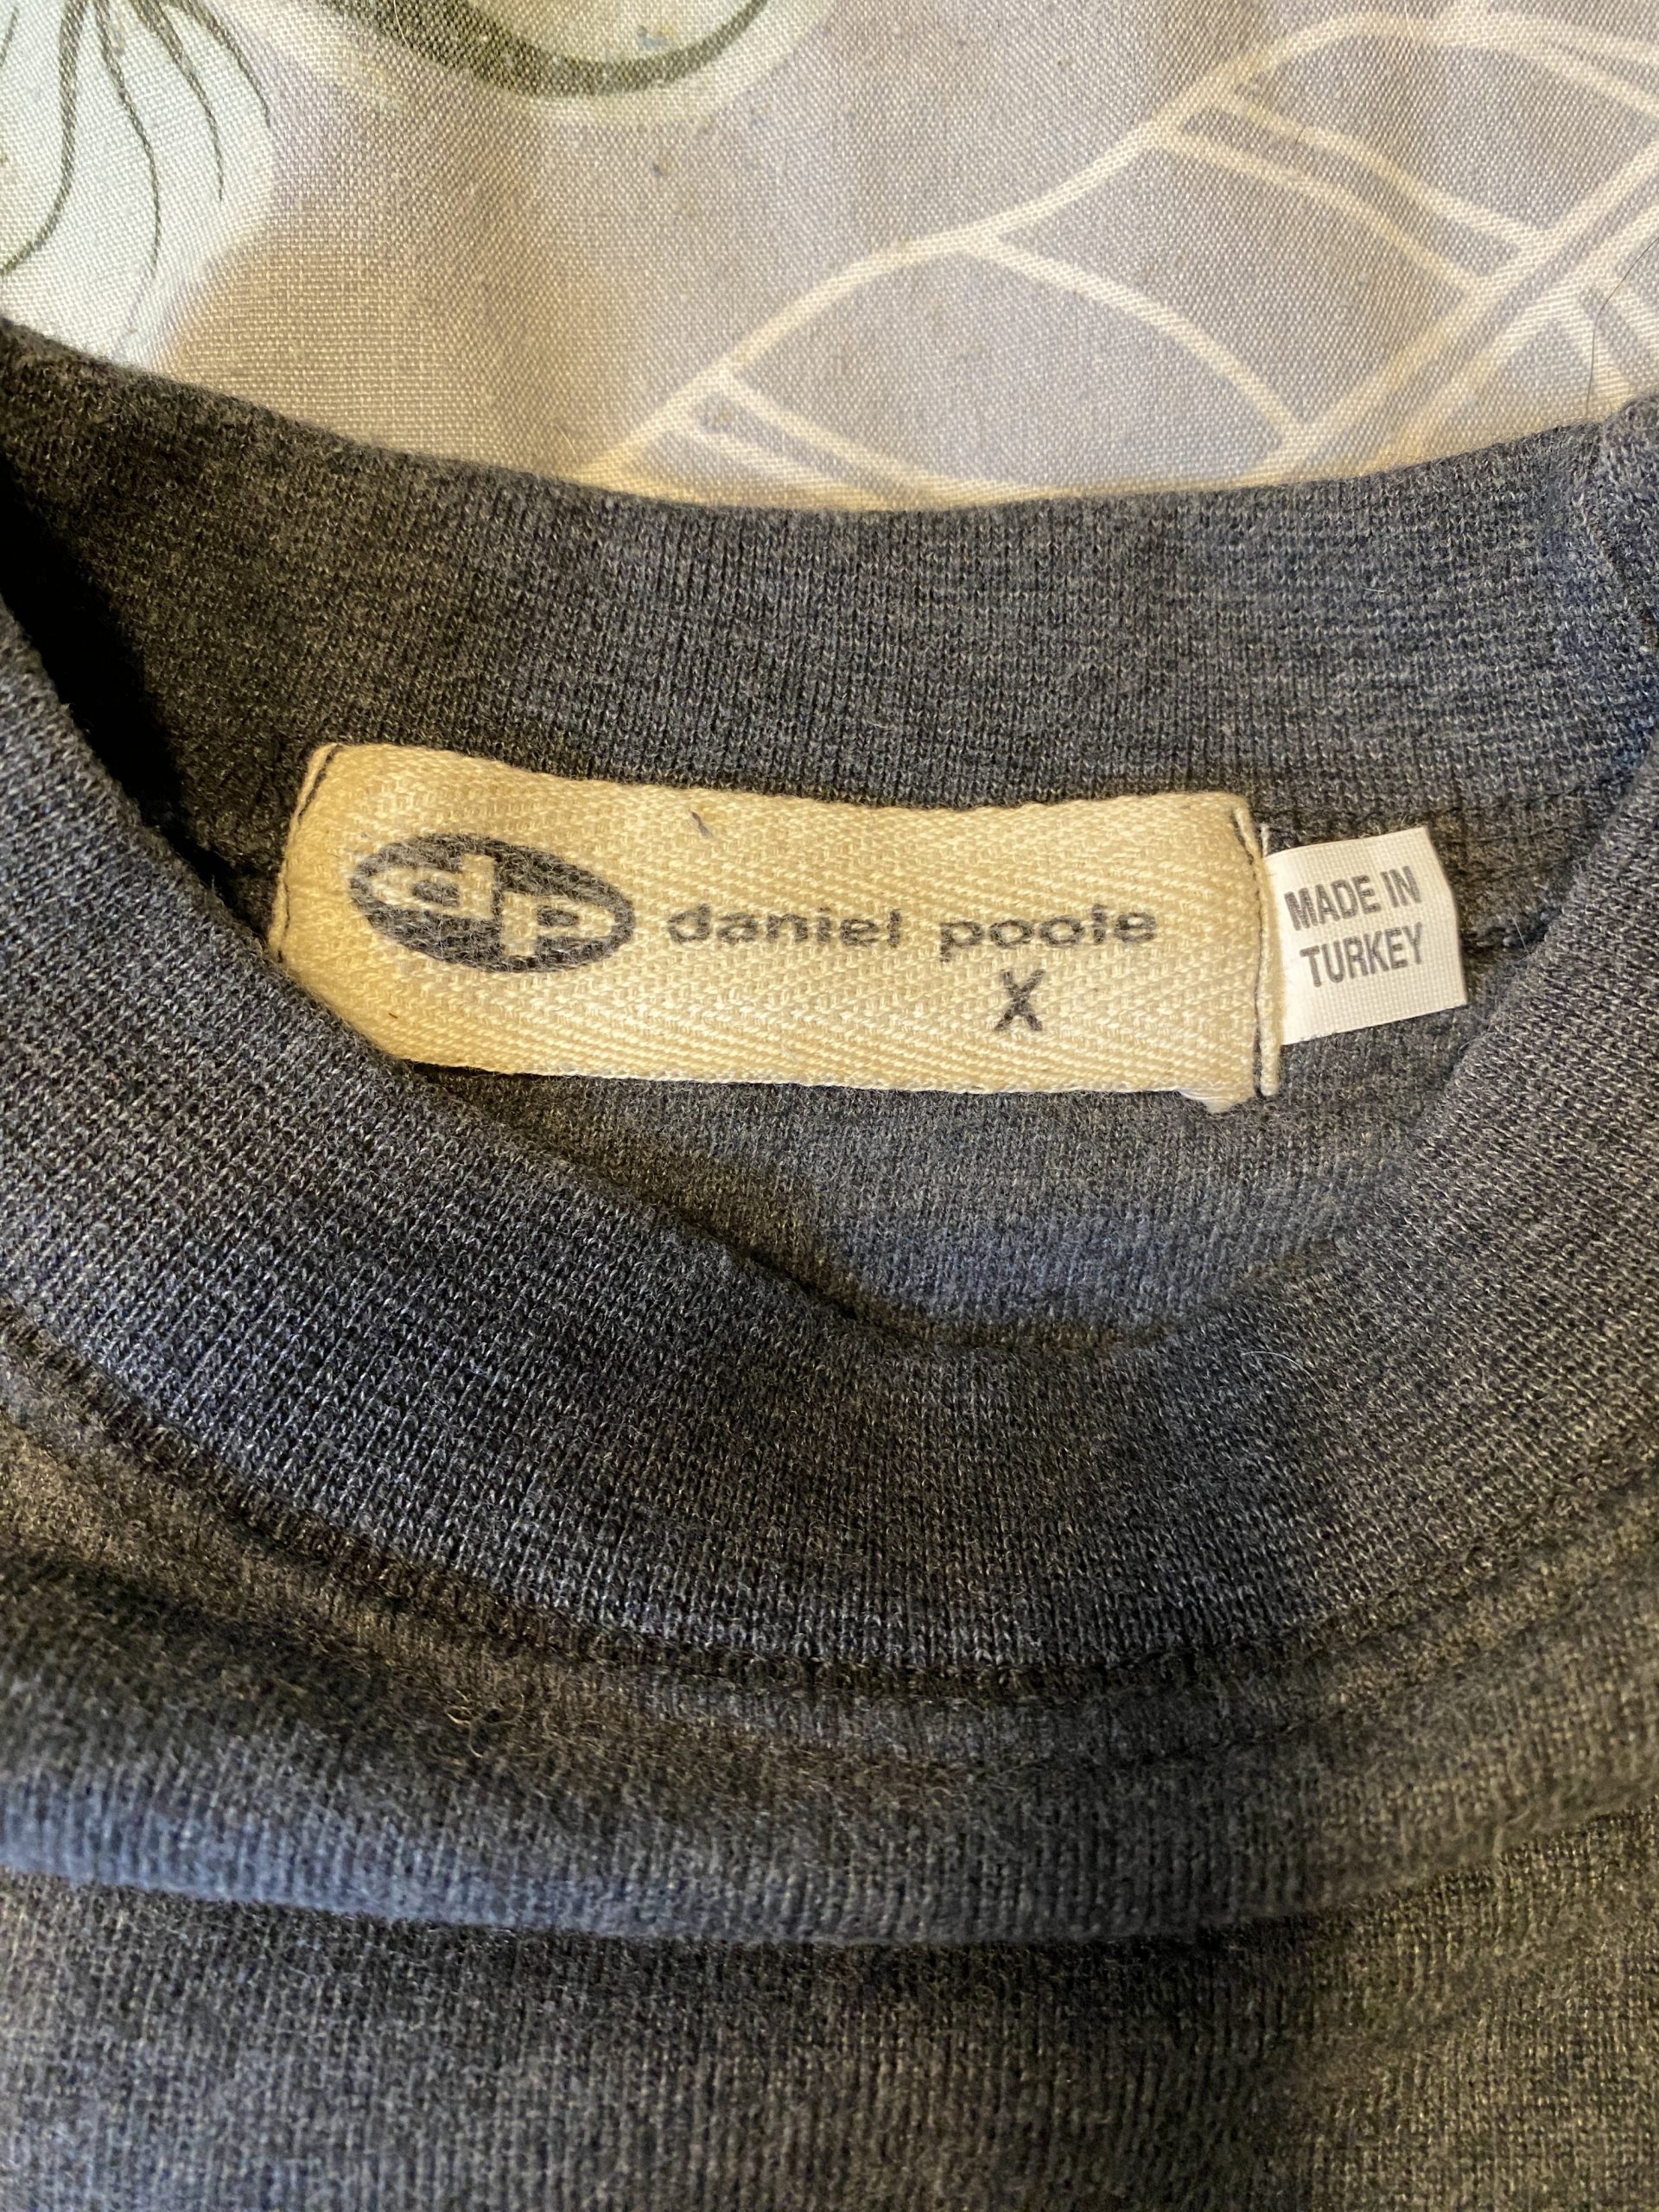 dp daniel poole
X
MADE IN
TURKEY